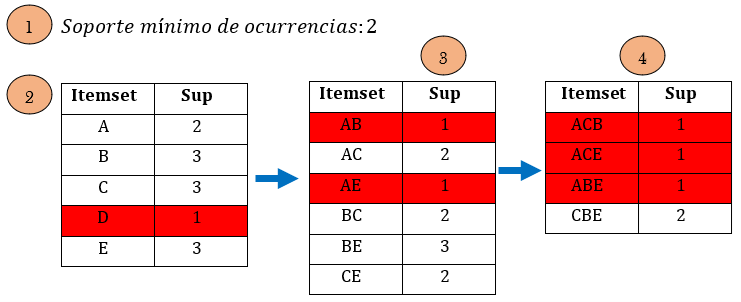 1 Soporte mínimo de ocurrencias: 2
2 3 4
Itemset Sup
A 2
B 3
C 3
D 1
E 3
Itemset Sup
AB 1
AC 2
AE 1
BC 2
BE 3
CE 2
Itemset Sup
ACB 1
ACE 1
ABE 1
CBE 2